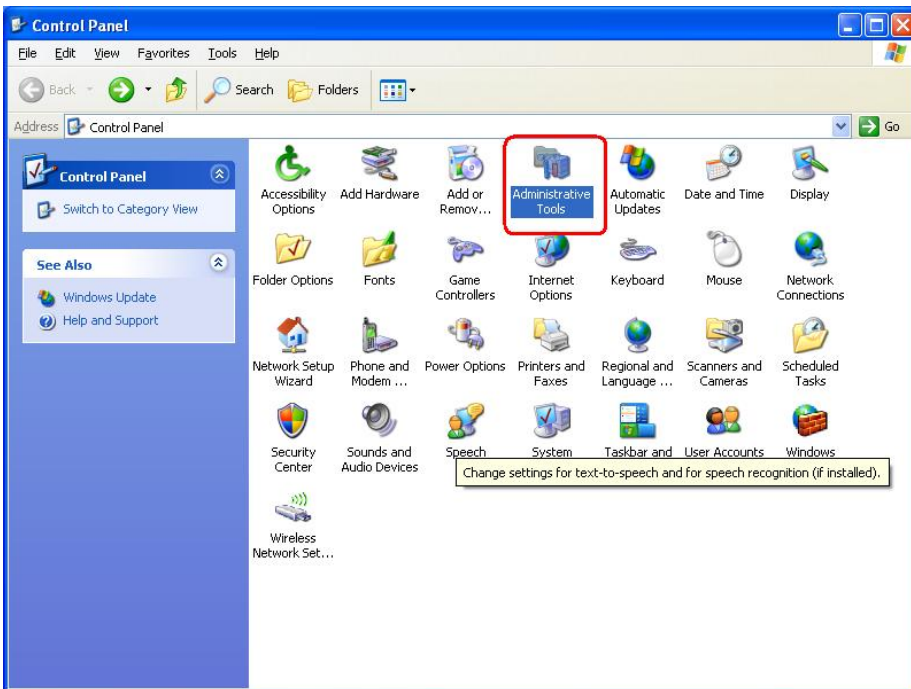 Control Panel
File Edit View Favorites Tools Help
Back Search Folders
Address Control Panel Go
Control Panel
Switch to Category View
See Also
Windows Update
Help and Support
Accessibility Options
Add Hardware
Add or Remov...
Administrative Tools
Automatic Updates
Date and Time
Display
Folder Options
Fonts
Game Controllers
Internet Options
Keyboard
Mouse
Network Connections
Network Setup Wizard
Phone and Modem ...
Power Options
Printers and Faxes
Regional and Language ...
Scanners and Cameras
Scheduled Tasks
Security Center
Sounds and Audio Devices
Speech
System
Taskbar and
User Accounts
Windows
Change settings for text-to-speech and for speech recognition (if installed).
Wireless Network Set...